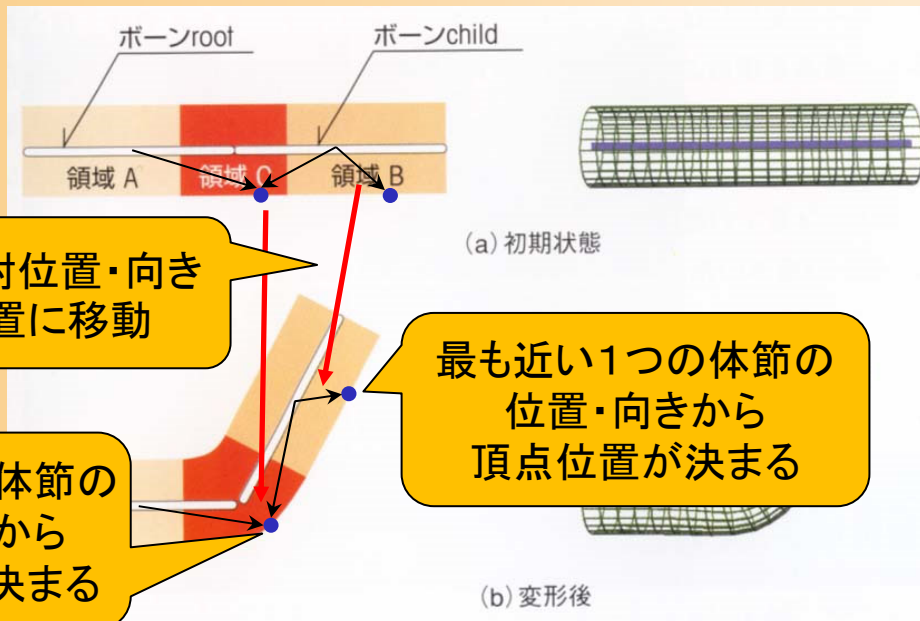 ボーンroot
ボーンchild
領域 A
領域 C
領域 B
(a) 初期状態
対位置・向き
置に移動
最も近い1つの体節の
位置・向きから
頂点位置が決まる
体節の
から
決まる
(b) 変形後